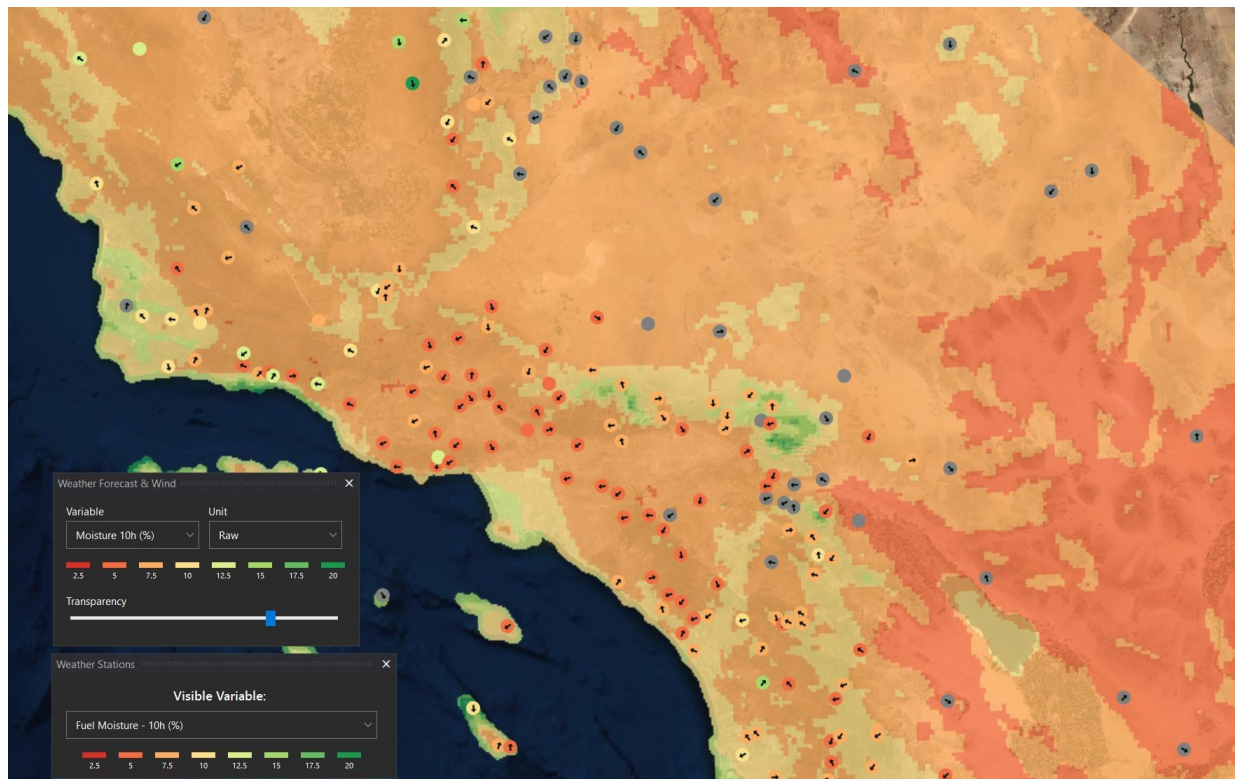 Weather Forecast & Wind
Variable Unit
Moisture 10h (%) Raw
2.5 5 7.5 10 12.5 15 17.5 20
Transparency
Weather Stations
Visible Variable:
Fuel Moisture - 10h (%)
2.5 5 7.5 10 12.5 15 17.5 20